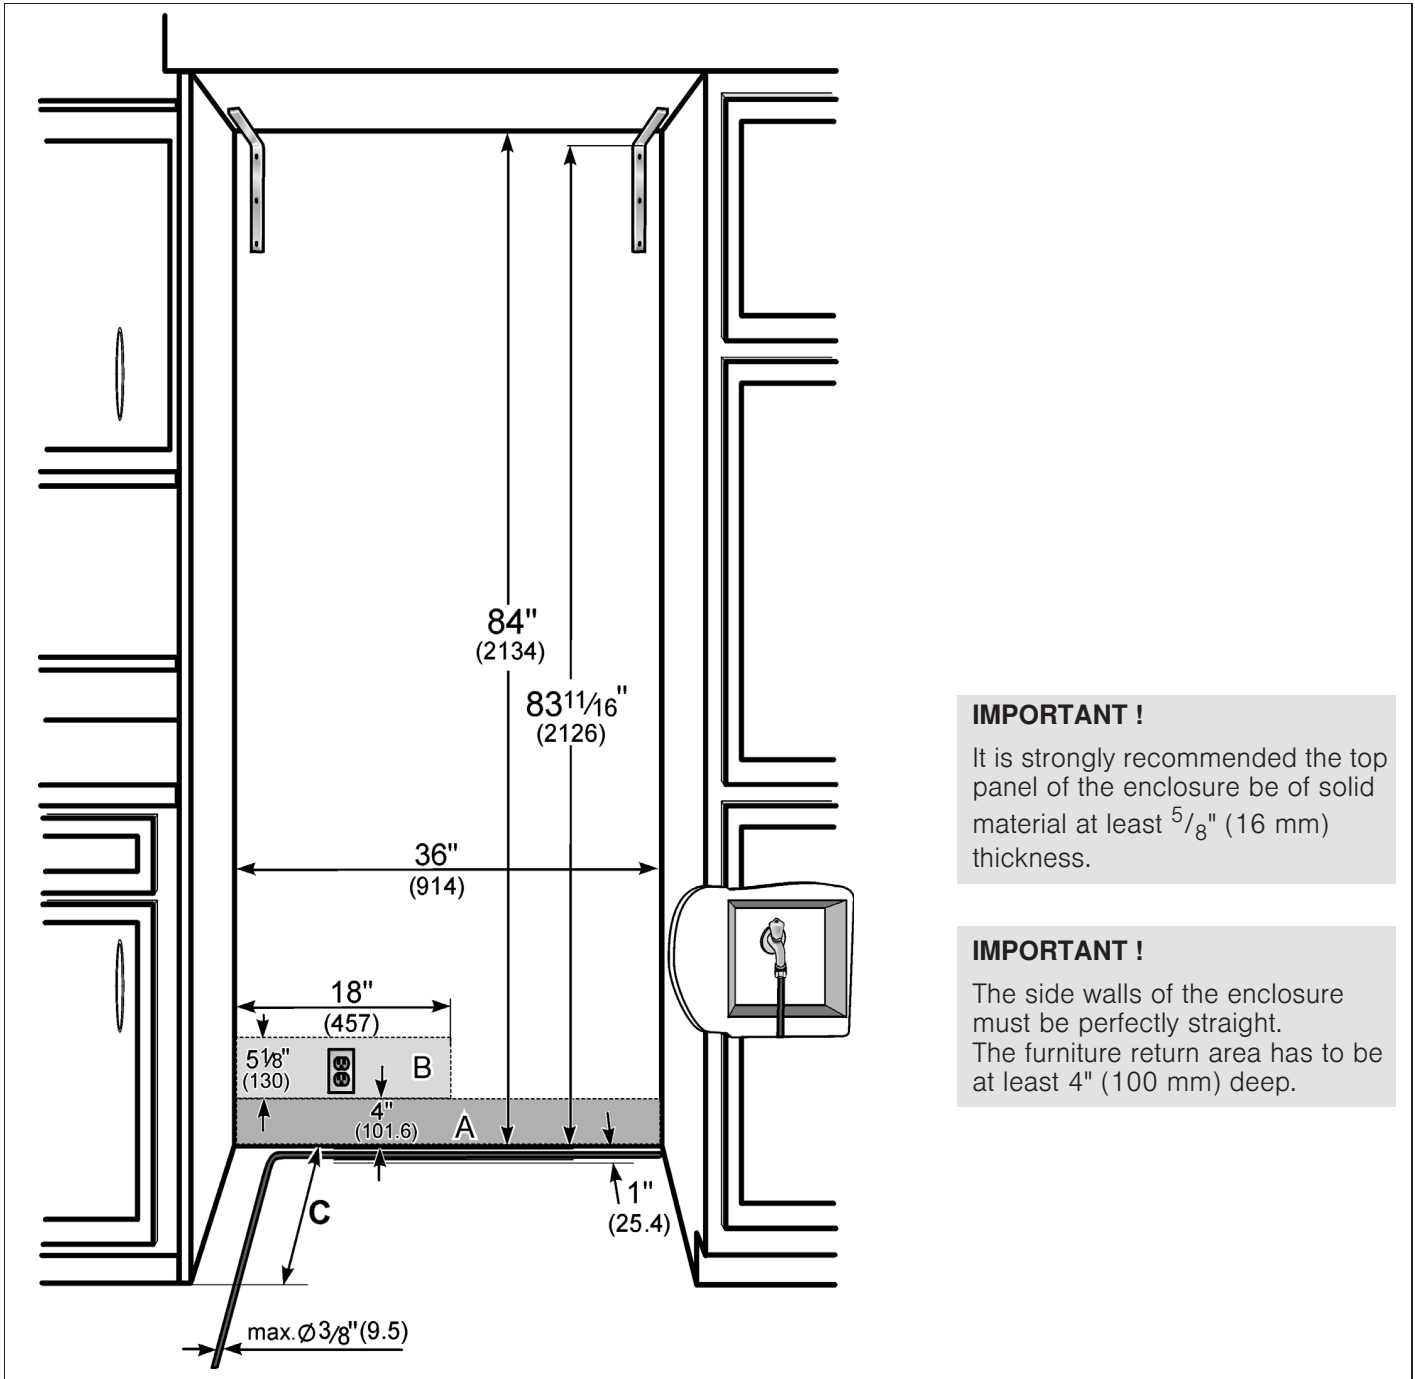 84"
(2134)
83 11/16"
(2126)
36"
(914)
18"
(457)
5 1/8"
(130)
B
4"
(101.6)
A
1"
(25.4)
C
max. Ø 3/8" (9.5)
IMPORTANT !
It is strongly recommended the top
panel of the enclosure be of solid
material at least 5/8" (16 mm)
thickness.
IMPORTANT !
The side walls of the enclosure
must be perfectly straight.
The furniture return area has to be
at least 4" (100 mm) deep.